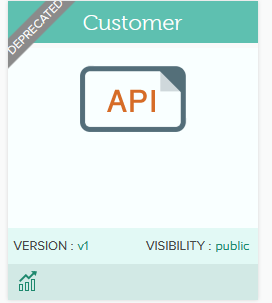 DEPRECATED
Customer
API
VERSION : v1 VISIBILITY : public